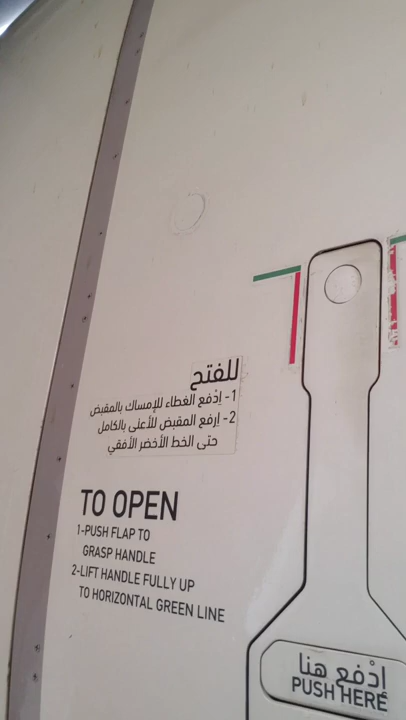 للفتح
1- إدْفع الغطاء للإمساك بالمقبض
2- إرفع المقبض للأعلى بالكامل
حتى الخط الأخضر الأفقي
TO OPEN
1-PUSH FLAP TO
GRASP HANDLE
2-LIFT HANDLE FULLY UP
TO HORIZONTAL GREEN LINE
إدْفع هنا
PUSH HERE